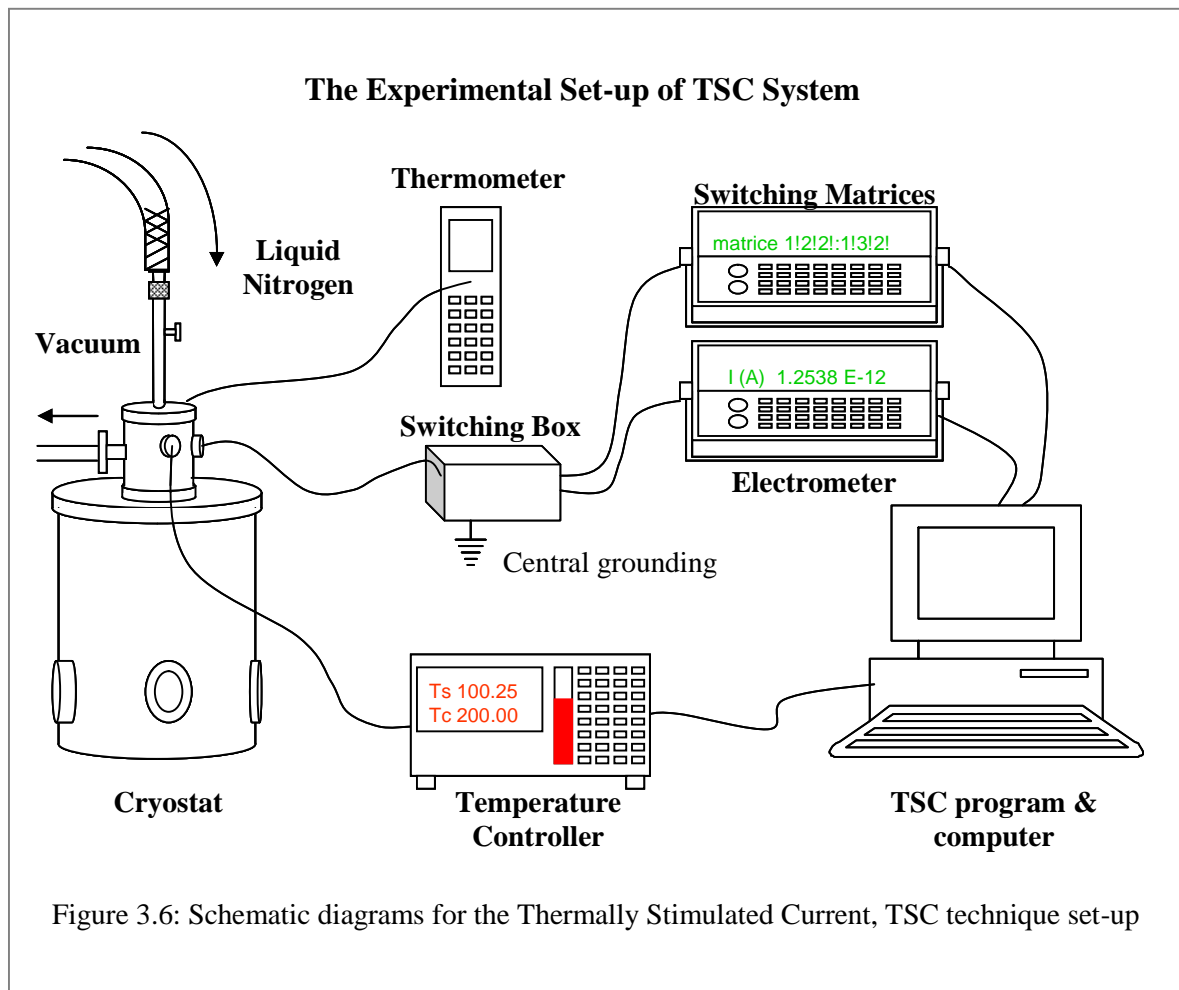 The Experimental Set-up of TSC System
Thermometer
Switching Matrices
matrice 1!2!2!:1!3!2!
Liquid
Nitrogen
Vacuum
I (A) 1.2538 E-12
Switching Box
Electrometer
Central grounding
Ts 100.25
Tc 200.00
Cryostat
Temperature
Controller
TSC program &
computer
Figure 3.6: Schematic diagrams for the Thermally Stimulated Current, TSC technique set-up